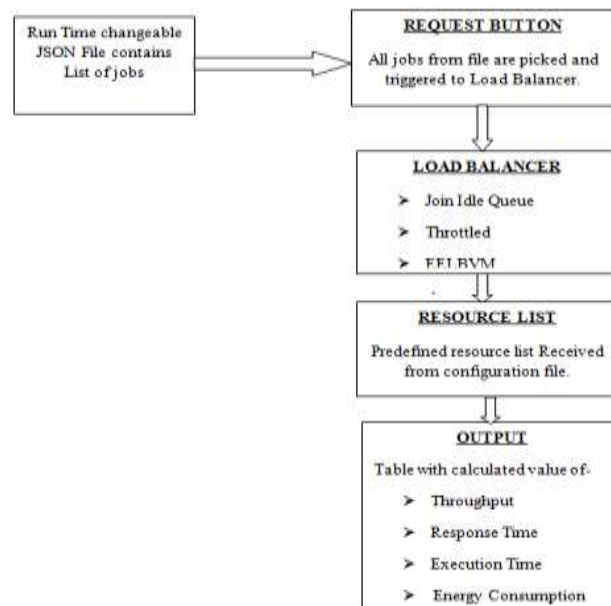 Run Time changeable
JSON File contains
List of jobs
REQUEST BUTTON
All jobs from file are picked and
triggered to Load Balancer.
LOAD BALANCER
➤ Join Idle Queue
➤ Throttled
➤ EELBVM
RESOURCE LIST
Predefined resource list Received
from configuration file.
OUTPUT
Table with calculated value of-
➤ Throughput
➤ Response Time
➤ Execution Time
➤ Energy Consumption